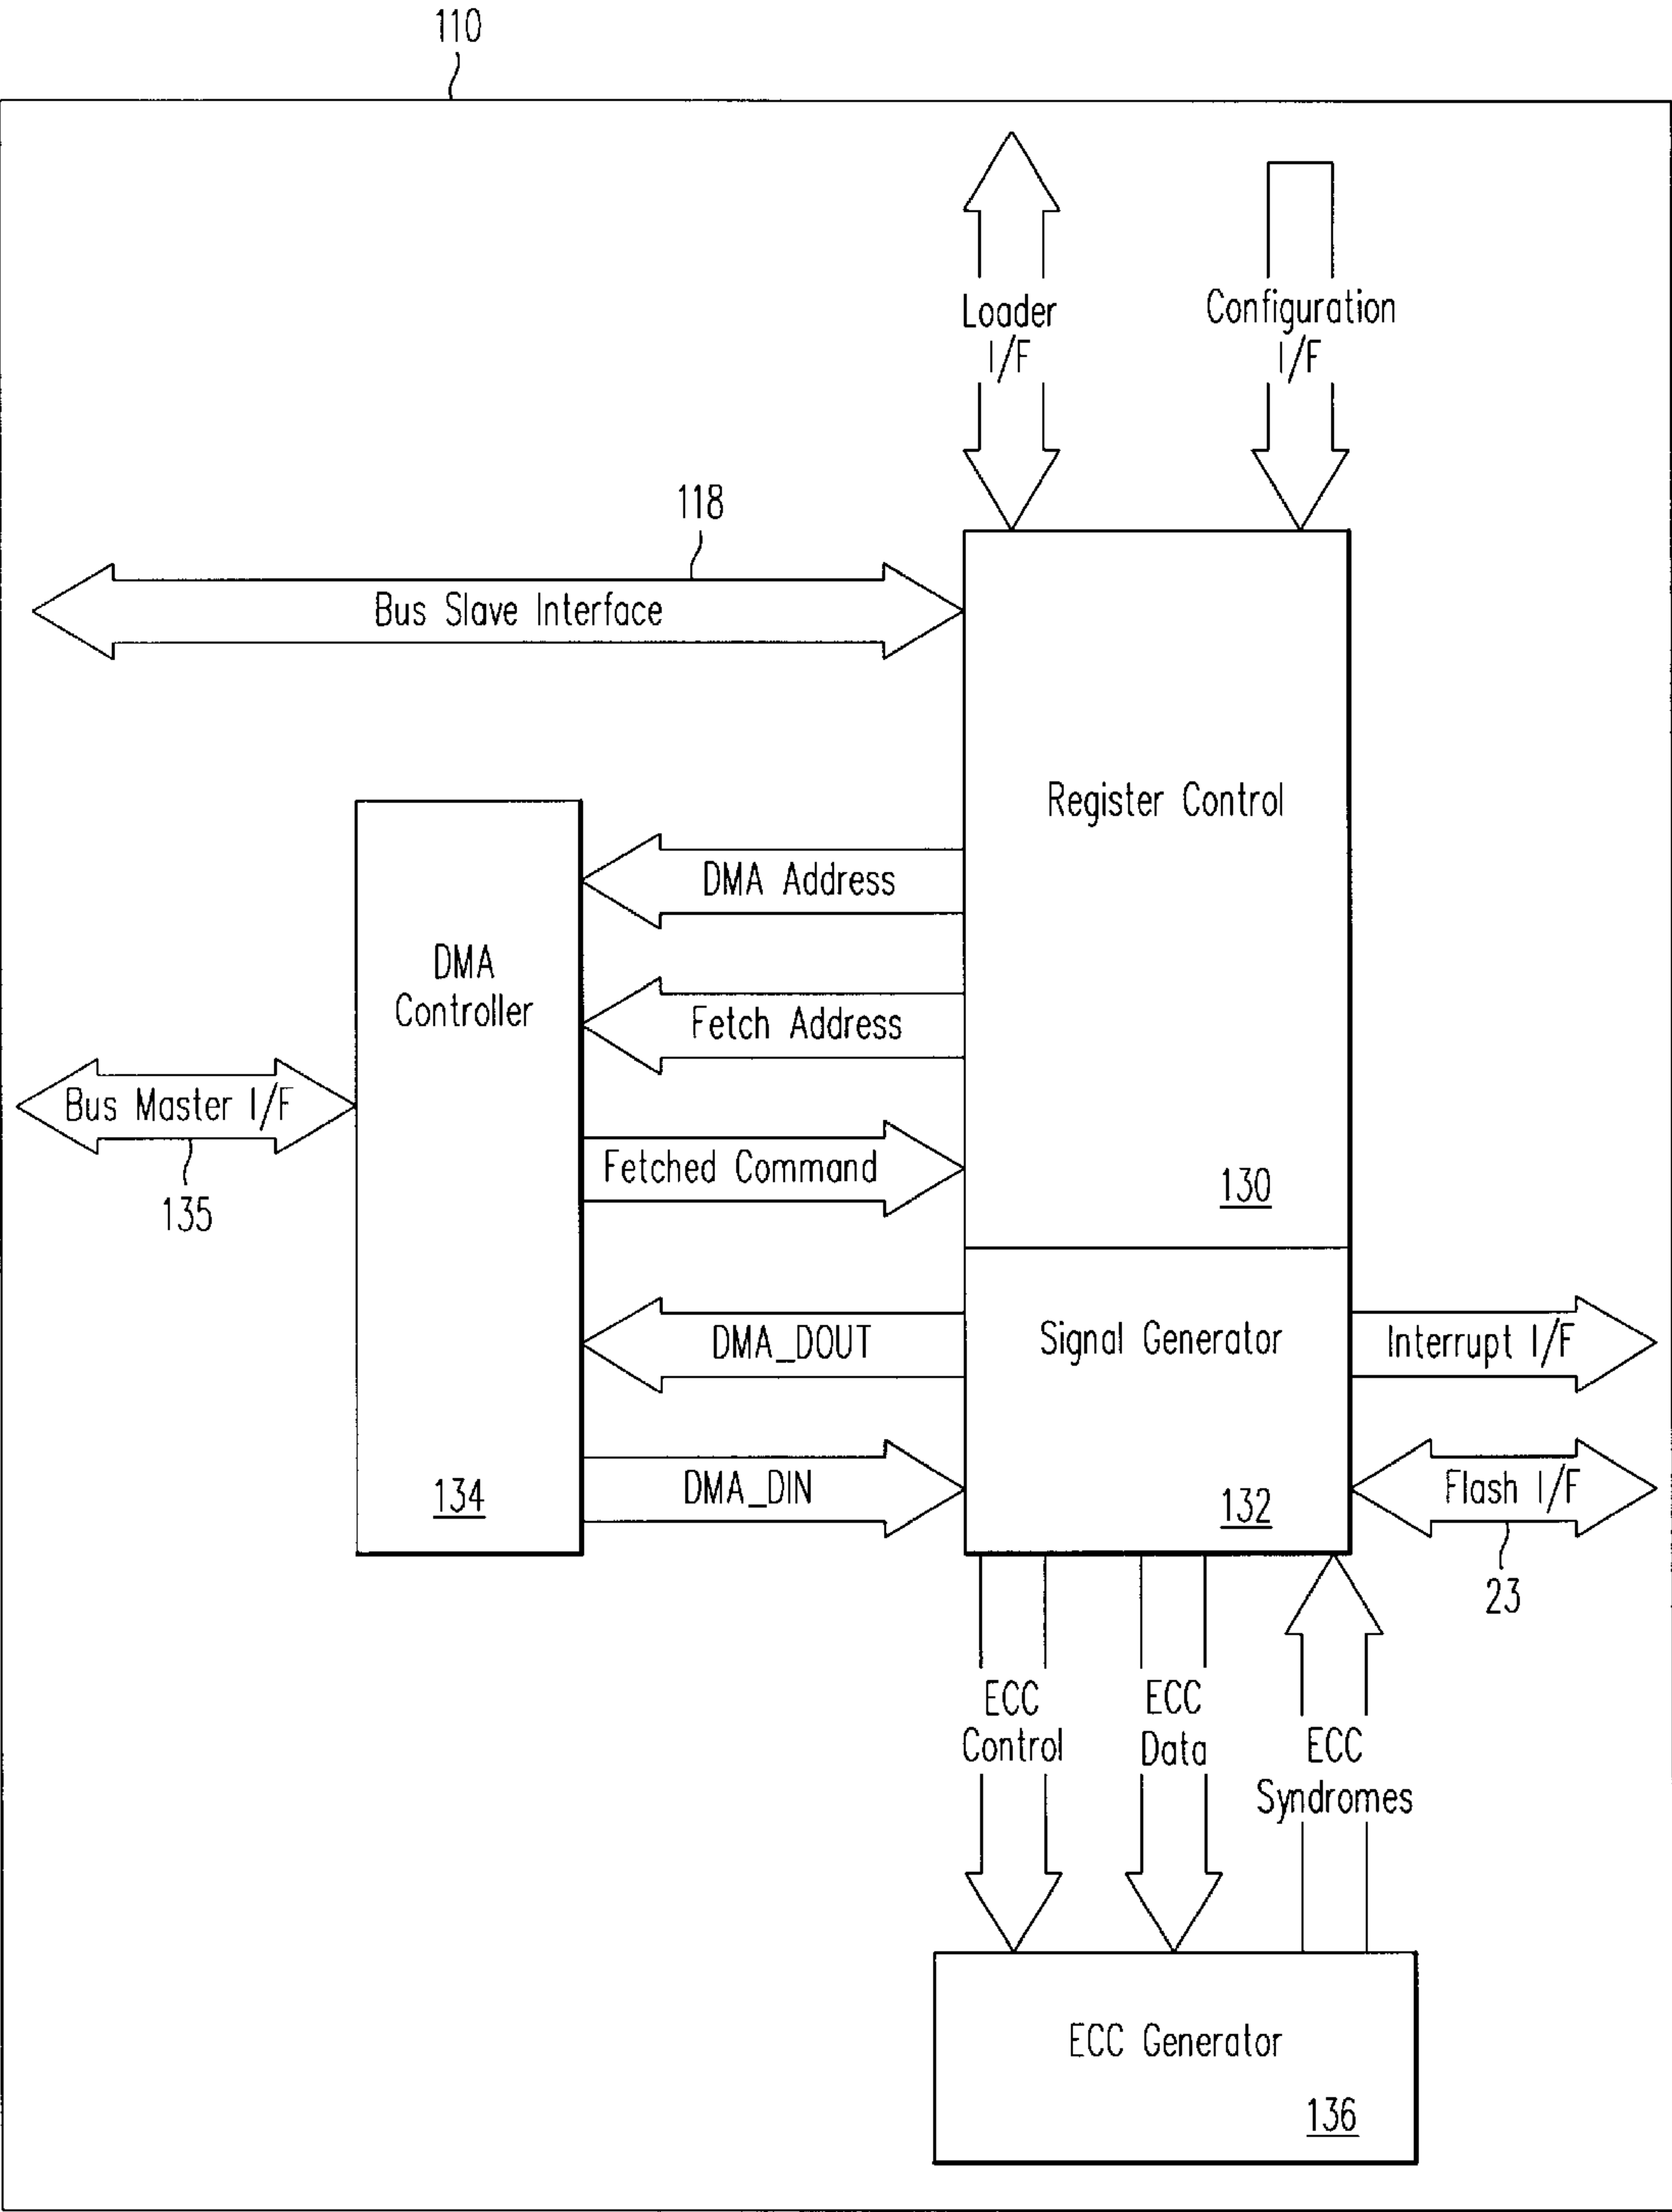 110
Loader
I/F
Configuration
I/F
118
Bus Slave Interface
Register Control
DMA Address
DMA
Controller
Fetch Address
Bus Master I/F
135
Fetched Command
130
DMA_DOUT
Signal Generator
Interrupt I/F
134
DMA_DIN
132
Flash I/F
23
ECC
Control
ECC
Data
ECC
Syndromes
ECC Generator
136